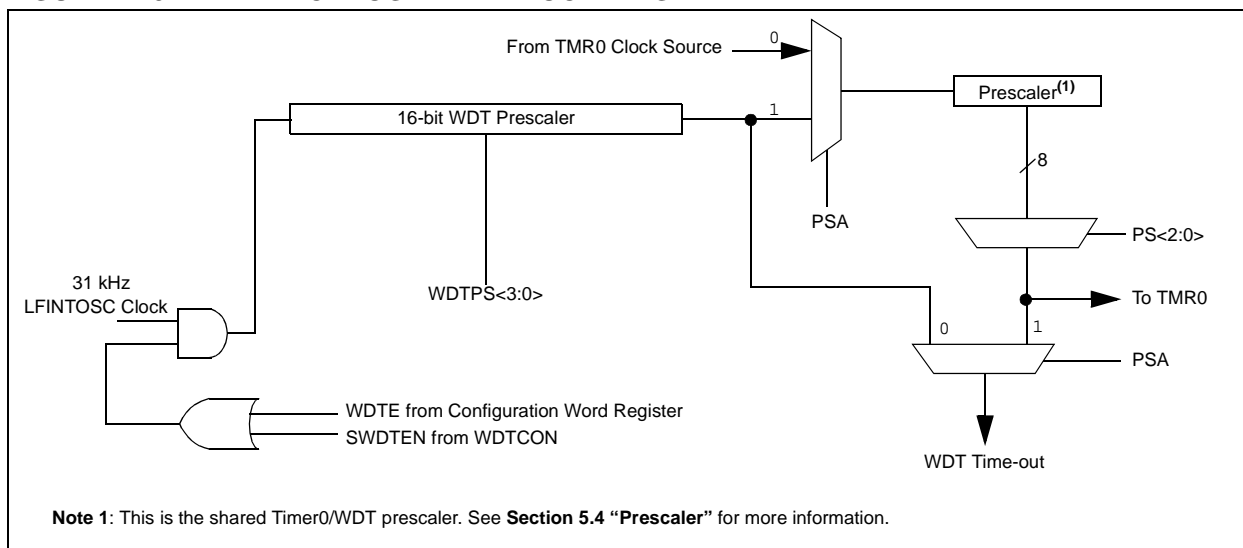 From TMR0 Clock Source
0
Prescaler(1)
16-bit WDT Prescaler
1
8
PSA
PS<2:0>
31 kHz
LFINTOSC Clock
WDTPS<3:0>
To TMR0
0
1
PSA
WDTE from Configuration Word Register
SWDTEN from WDTCON
WDT Time-out
Note 1: This is the shared Timer0/WDT prescaler. See Section 5.4 “Prescaler” for more information.